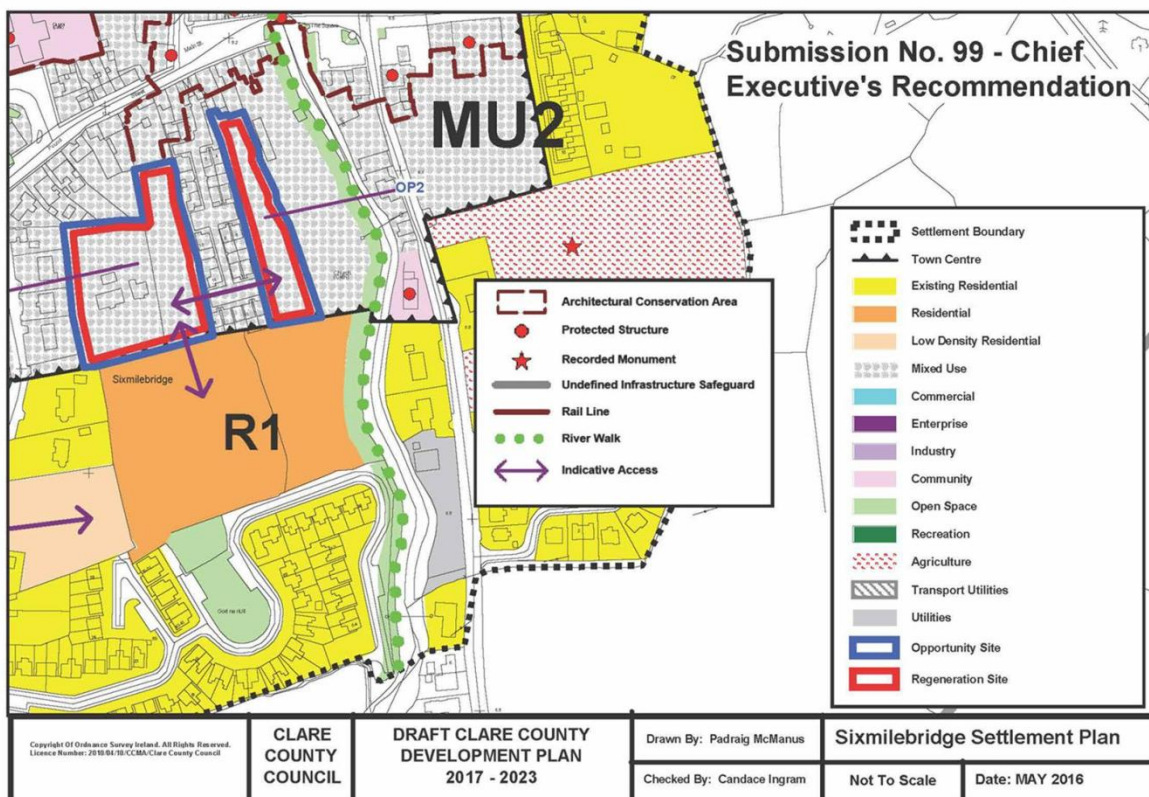 Submission No. 99 - Chief
Executive's Recommendation
Main St.
MU2
OP2
Sixmilebridge
R1
Settlement Boundary
Town Centre
Existing Residential
Residential
Low Density Residential
Mixed Use
Commercial
Enterprise
Industry
Community
Open Space
Recreation
Agriculture
Transport Utilities
Utilities
Opportunity Site
Regeneration Site
Architectural Conservation Area
Protected Structure
Recorded Monument
Undefined Infrastructure Safeguard
Rail Line
River Walk
Indicative Access
Copyright Of Ordnance Survey Ireland. All Rights Reserved.
Licence Number: 2010/04/10/CCMA/Clare County Council
CLARE
COUNTY
COUNCIL
DRAFT CLARE COUNTY
DEVELOPMENT PLAN
2017 - 2023
Drawn By: Padraig McManus
Checked By: Candace Ingram
Sixmilebridge Settlement Plan
Not To Scale
Date: MAY 2016